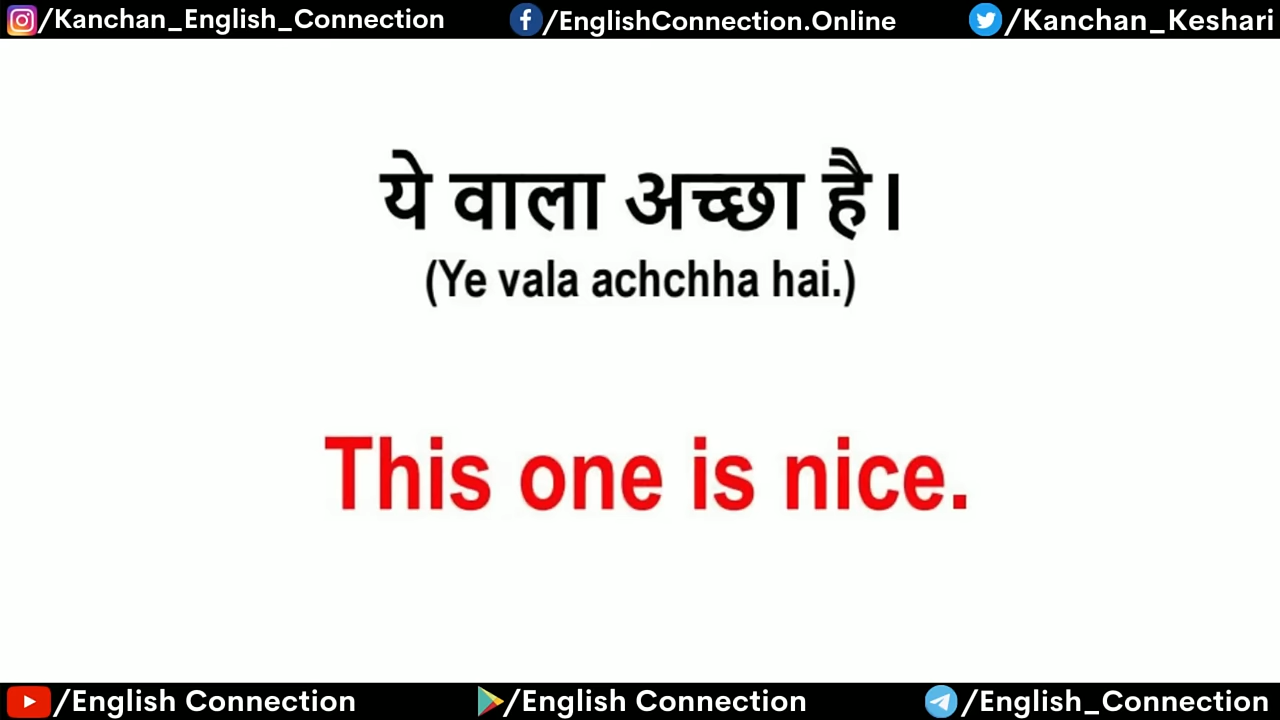 /Kanchan_English_Connection /EnglishConnection.Online /Kanchan_Keshari
ये वाला अच्छा है।
(Ye vala achchha hai.)
This one is nice.
/English Connection /English Connection /English_Connection